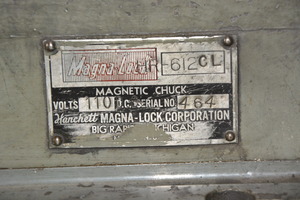 Magna-Lock 612CL
MAGNETIC CHUCK
VOLTS 110 D.C. SERIAL NO. 464
Hanchett MAGNA-LOCK CORPORATION
BIG RAPIDS MICHIGAN